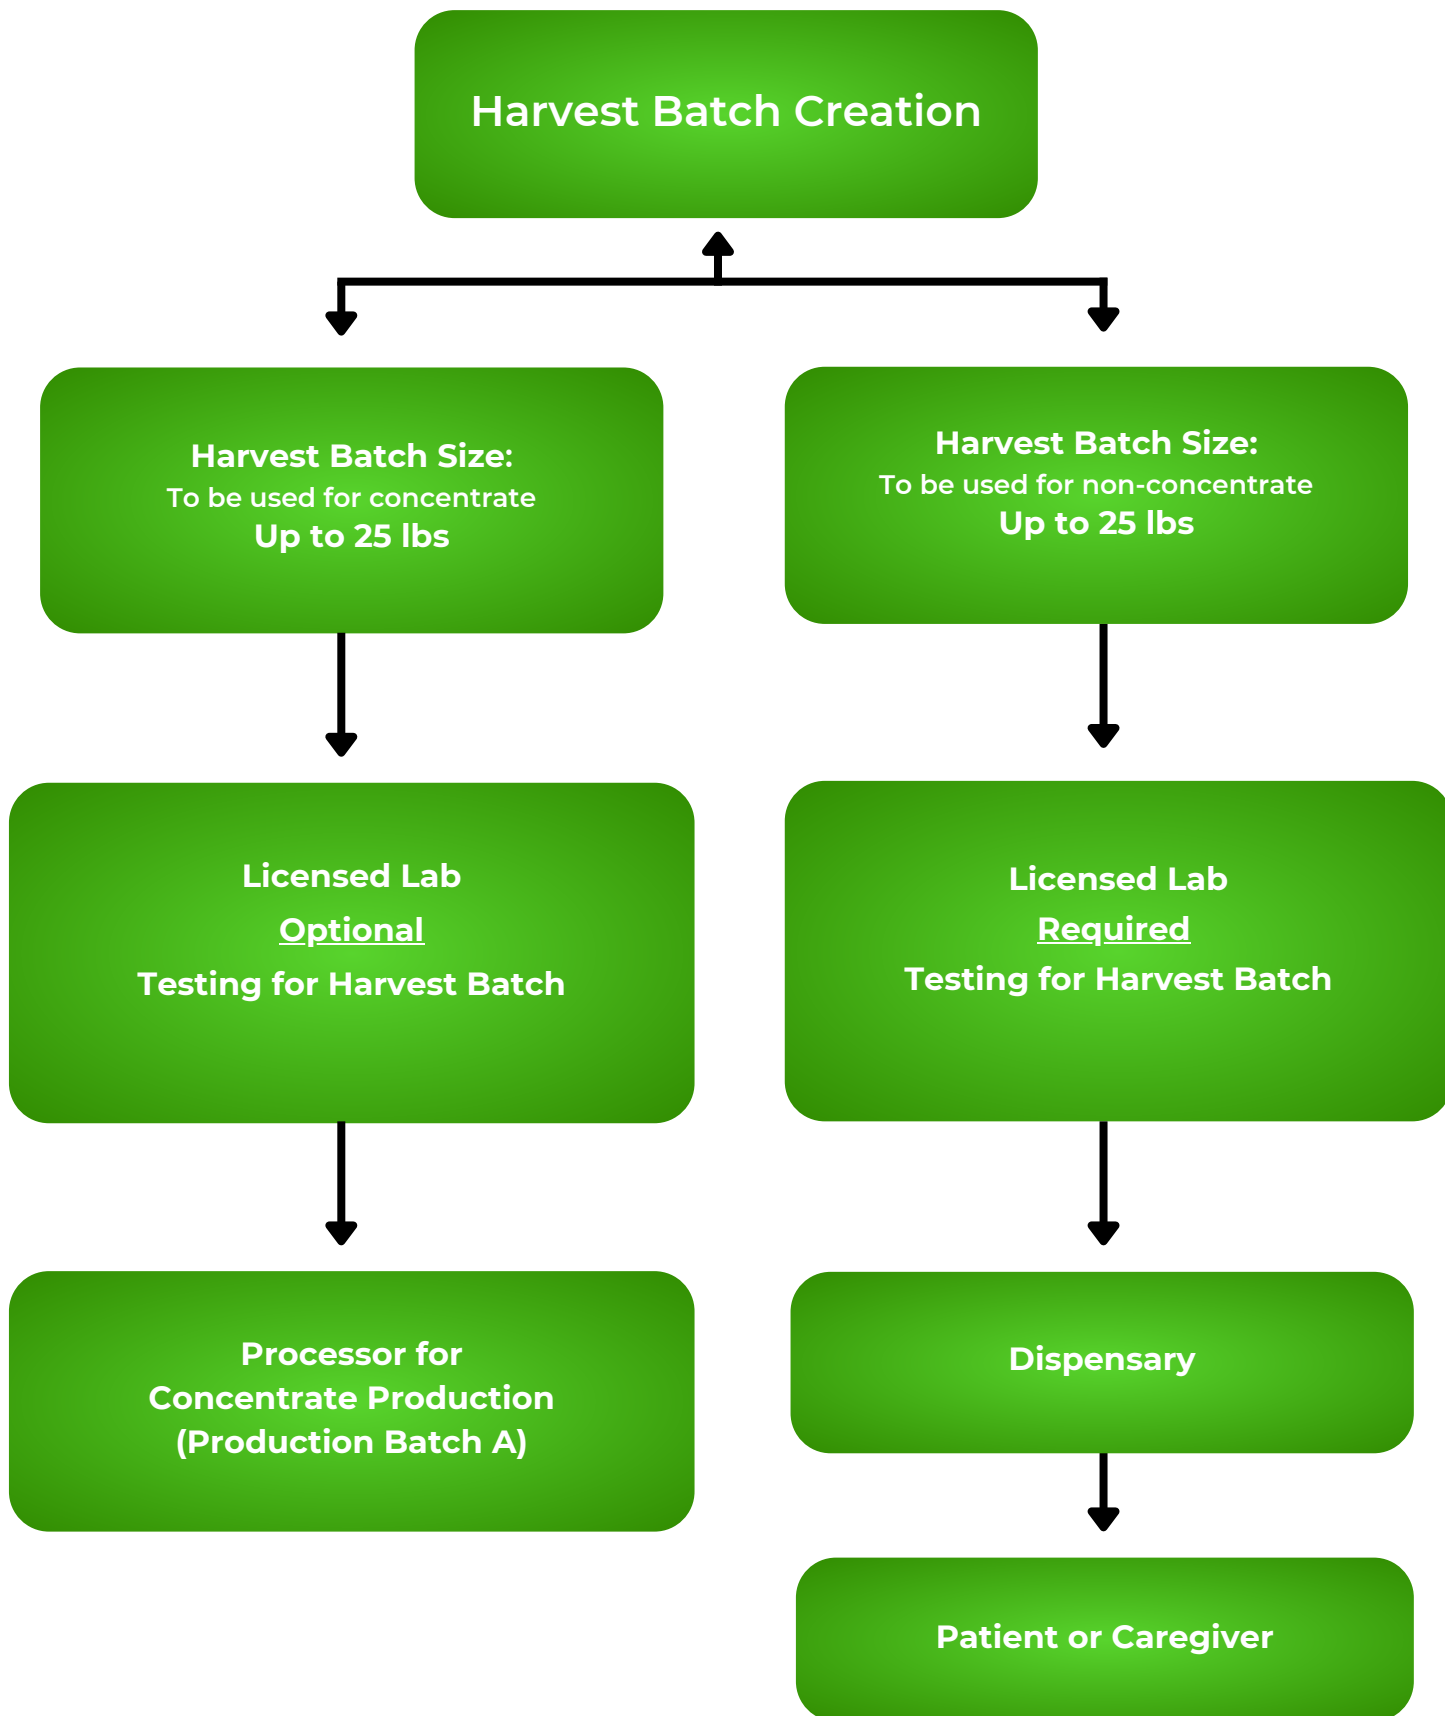 Harvest Batch Creation
Harvest Batch Size:
To be used for concentrate
Up to 25 lbs
Harvest Batch Size:
To be used for non-concentrate
Up to 25 lbs
Licensed Lab
Optional
Testing for Harvest Batch
Licensed Lab
Required
Testing for Harvest Batch
Processor for
Concentrate Production
(Production Batch A)
Dispensary
Patient or Caregiver